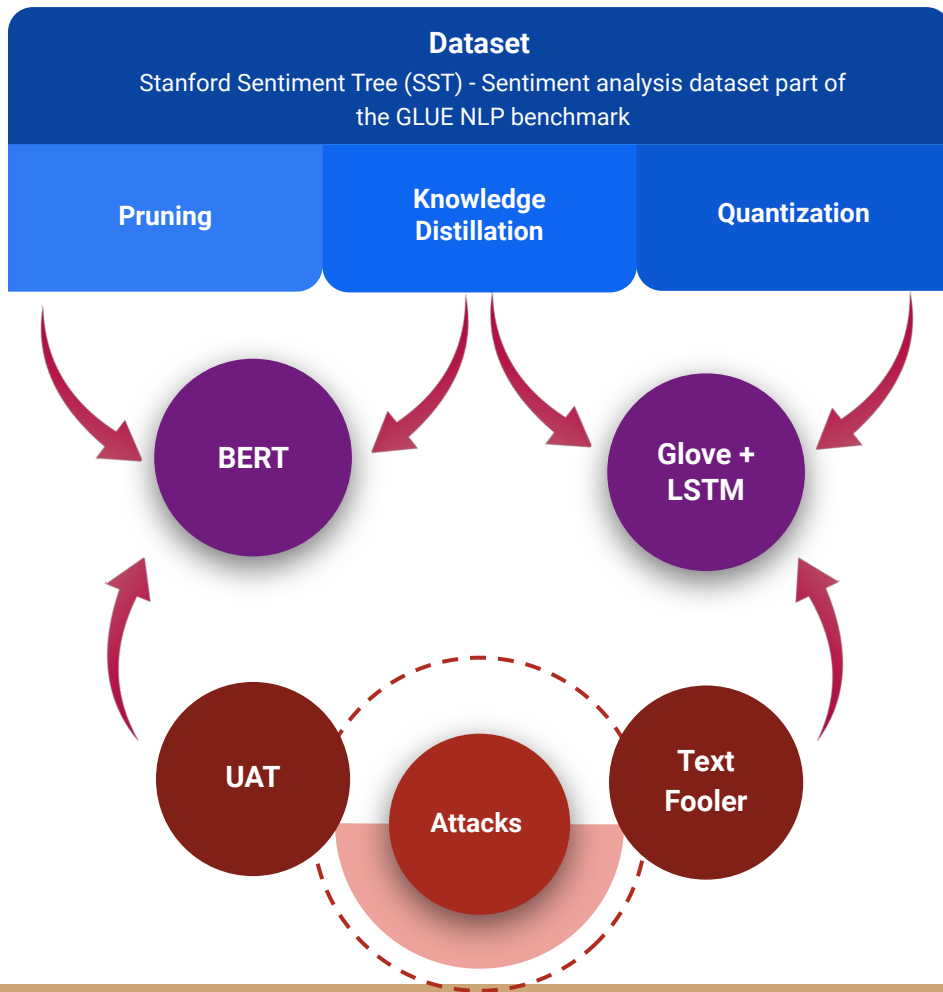 Dataset
Stanford Sentiment Tree (SST) - Sentiment analysis dataset part of
the GLUE NLP benchmark
Pruning
Knowledge
Distillation
Quantization
BERT
Glove +
LSTM
UAT
Attacks
Text
Fooler